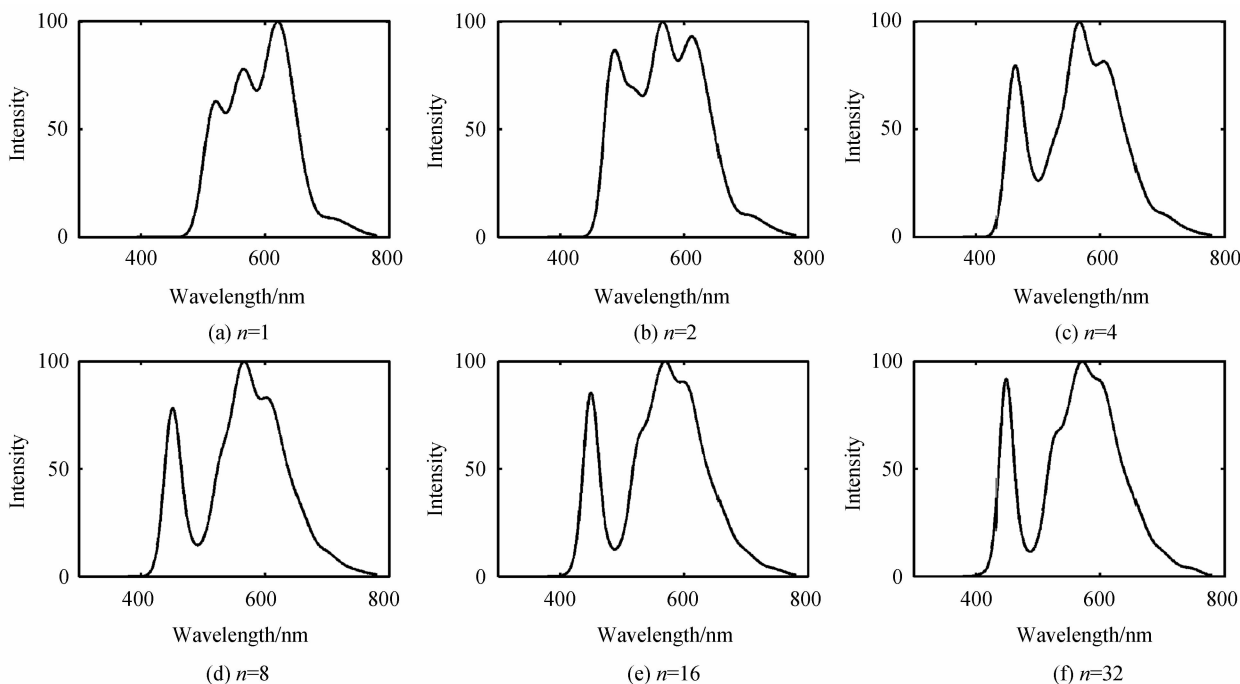 100
50
0
Intensity
400 600 800
Wavelength/nm
(a) n=1
100
50
0
Intensity
400 600 800
Wavelength/nm
(b) n=2
100
50
0
Intensity
400 600 800
Wavelength/nm
(c) n=4
100
50
0
Intensity
400 600 800
Wavelength/nm
(d) n=8
100
50
0
Intensity
400 600 800
Wavelength/nm
(e) n=16
100
50
0
Intensity
400 600 800
Wavelength/nm
(f) n=32